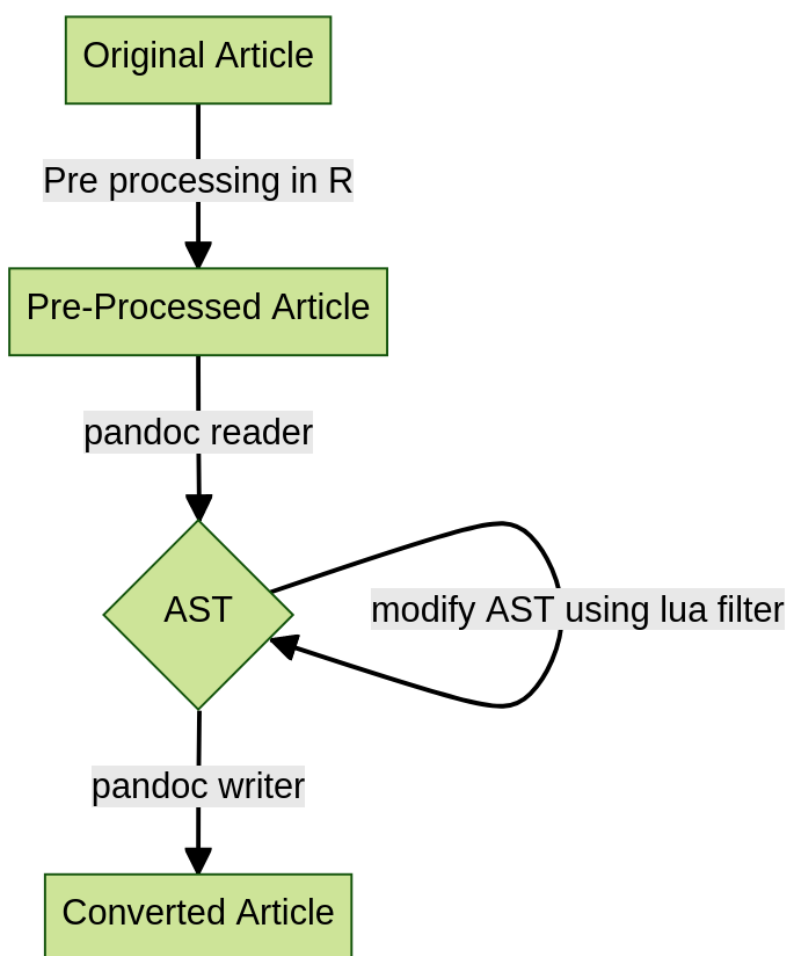 Original Article
Pre processing in R
Pre-Processed Article
pandoc reader
AST
modify AST using lua filter
pandoc writer
Converted Article